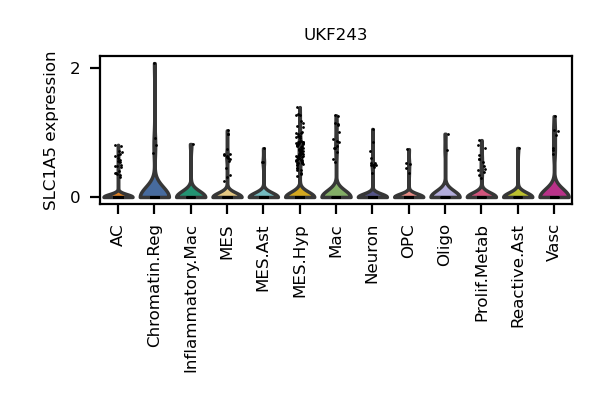 UKF243
SLC1A5 expression
2
0
AC
Chromatin.Reg
Inflammatory.Mac
MES
MES.Ast
MES.Hyp
Mac
Neuron
OPC
Oligo
Prolif.Metab
Reactive.Ast
Vasc